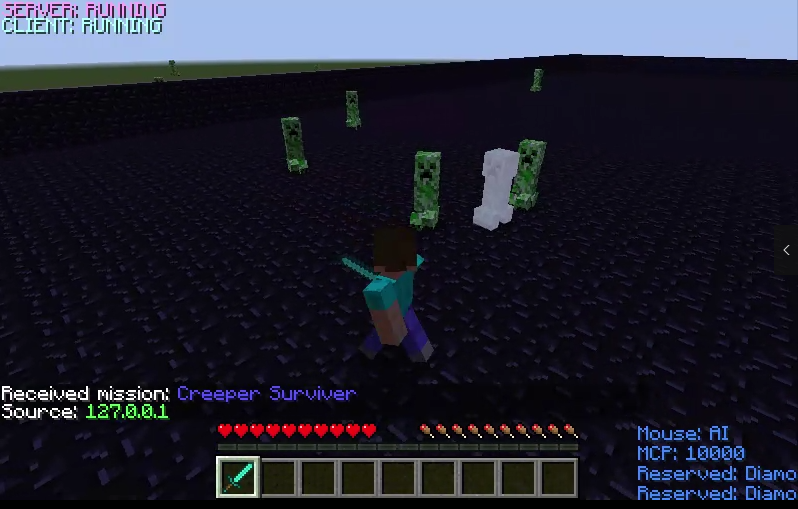 SERVER: RUNNING
CLIENT: RUNNING
Received mission: Creeper Surviver
Source: 127.0.0.1
Mouse: AI
MCP: 10000
Reserved: Diamo
Reserved: Diamo